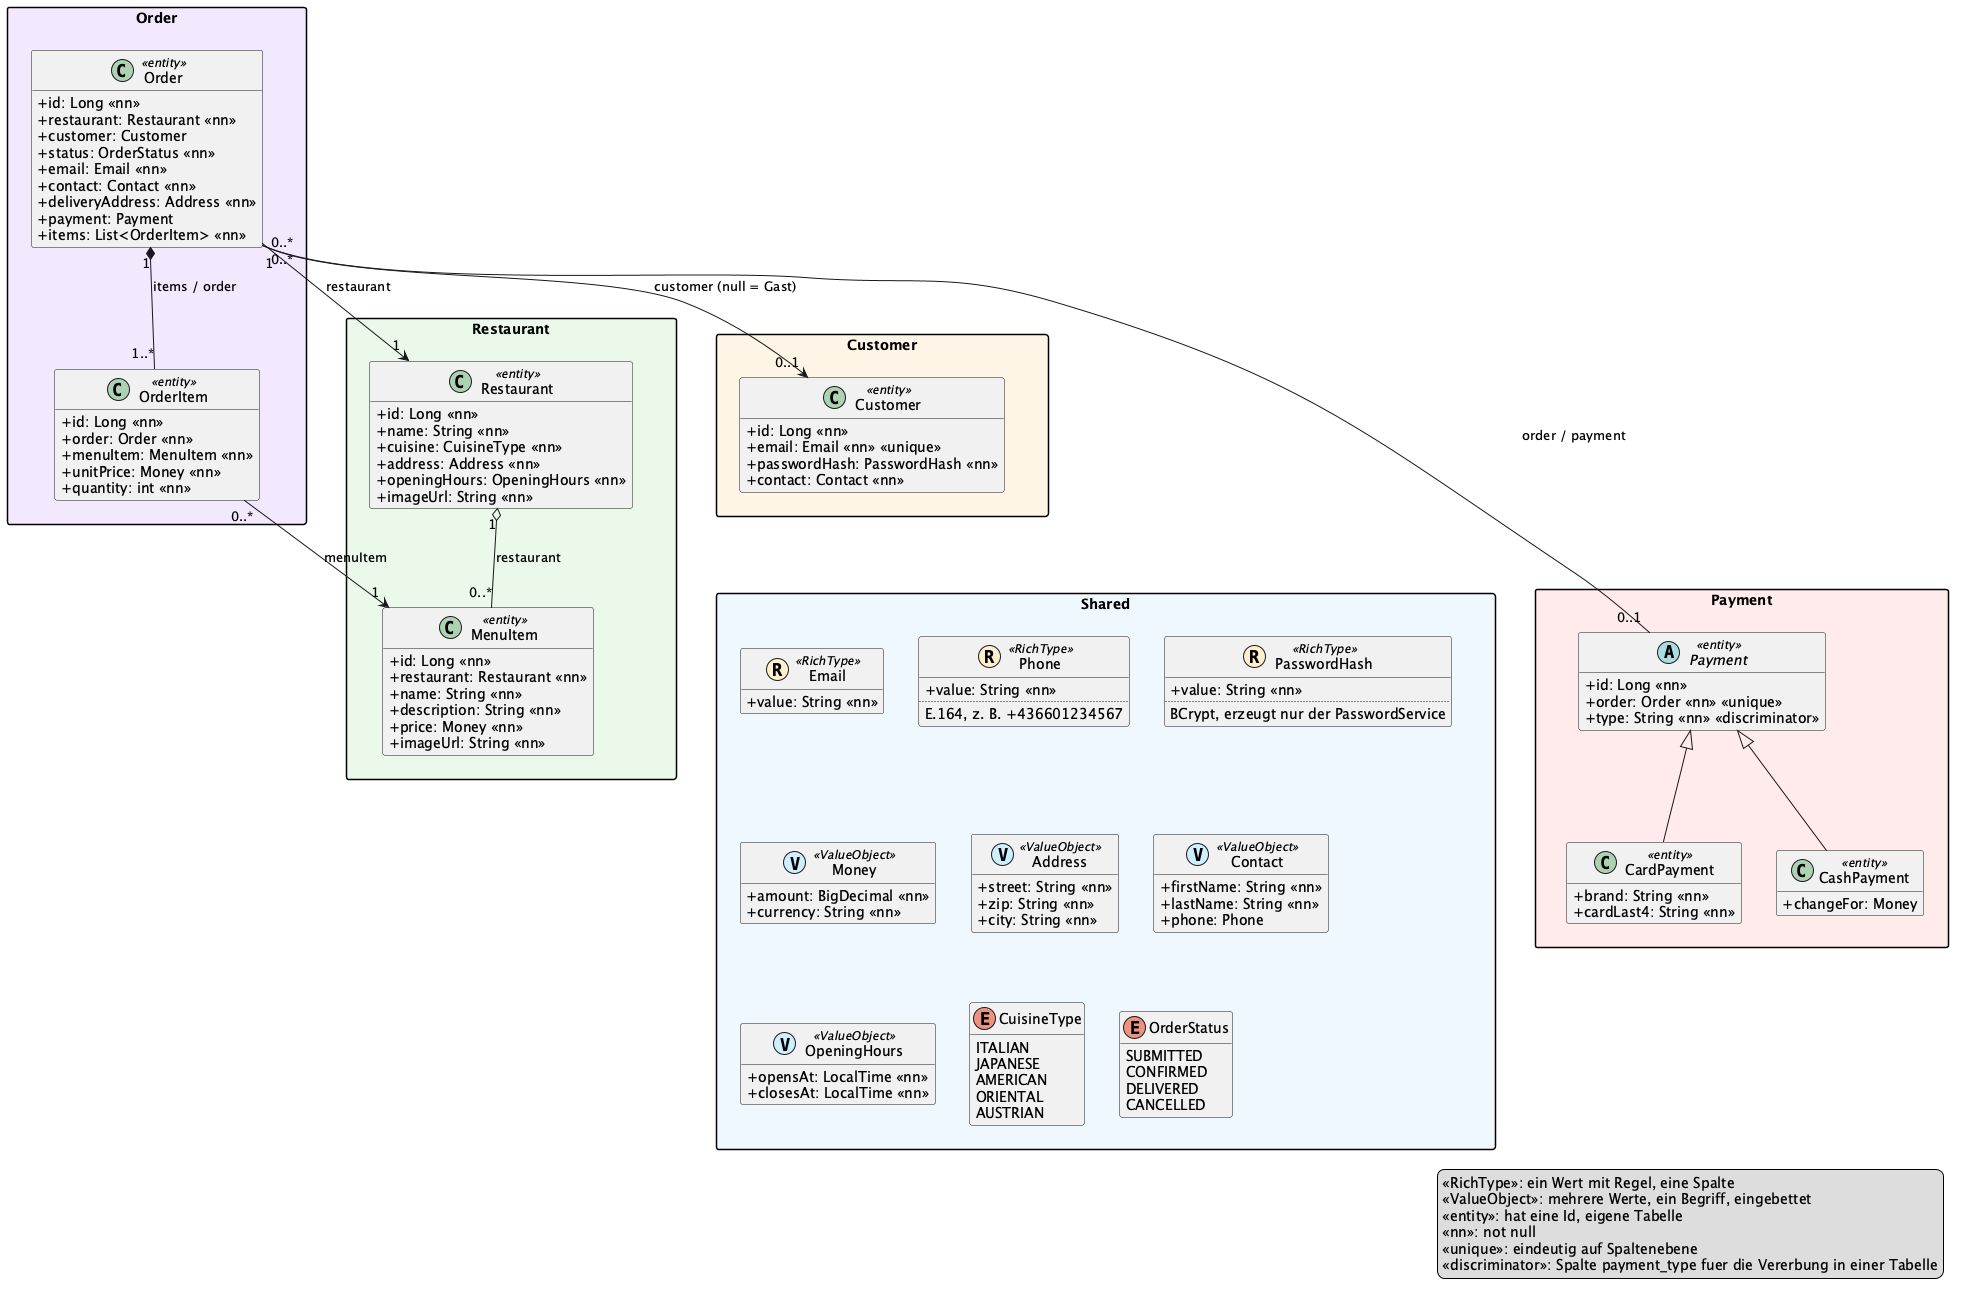 Order
«entity»
Order
+id: Long «nn»
+restaurant: Restaurant «nn»
+customer: Customer
+status: OrderStatus «nn»
+email: Email «nn»
+contact: Contact «nn»
+deliveryAddress: Address «nn»
+payment: Payment
+items: List<OrderItem> «nn»
1
items / order
1..*
«entity»
OrderItem
+id: Long «nn»
+order: Order «nn»
+menuItem: MenuItem «nn»
+unitPrice: Money «nn»
+quantity: int «nn»
0..*
menuItem
1
0..*
1
0..*
restaurant
1
customer (null = Gast)
0..1
order / payment
0..1
Restaurant
«entity»
Restaurant
+id: Long «nn»
+name: String «nn»
+cuisine: CuisineType «nn»
+address: Address «nn»
+openingHours: OpeningHours «nn»
+imageUrl: String «nn»
1
restaurant
0..*
«entity»
MenuItem
+id: Long «nn»
+restaurant: Restaurant «nn»
+name: String «nn»
+description: String «nn»
+price: Money «nn»
+imageUrl: String «nn»
Customer
«entity»
Customer
+id: Long «nn»
+email: Email «nn» «unique»
+passwordHash: PasswordHash «nn»
+contact: Contact «nn»
Shared
«RichType»
Email
+value: String «nn»
«RichType»
Phone
+value: String «nn»
E.164, z. B. +436601234567
«RichType»
PasswordHash
+value: String «nn»
BCrypt, erzeugt nur der PasswordService
«ValueObject»
Money
+amount: BigDecimal «nn»
+currency: String «nn»
«ValueObject»
Address
+street: String «nn»
+zip: String «nn»
+city: String «nn»
«ValueObject»
Contact
+firstName: String «nn»
+lastName: String «nn»
+phone: Phone
«ValueObject»
OpeningHours
+opensAt: LocalTime «nn»
+closesAt: LocalTime «nn»
CuisineType
ITALIAN
JAPANESE
AMERICAN
ORIENTAL
AUSTRIAN
OrderStatus
SUBMITTED
CONFIRMED
DELIVERED
CANCELLED
Payment
«entity»
Payment
+id: Long «nn»
+order: Order «nn» «unique»
+type: String «nn» «discriminator»
«entity»
CardPayment
+brand: String «nn»
+cardLast4: String «nn»
«entity»
CashPayment
+changeFor: Money
«RichType»: ein Wert mit Regel, eine Spalte
«ValueObject»: mehrere Werte, ein Begriff, eingebettet
«entity»: hat eine Id, eigene Tabelle
«nn»: not null
«unique»: eindeutig auf Spaltenebene
«discriminator»: Spalte payment_type fuer die Vererbung in einer Tabelle